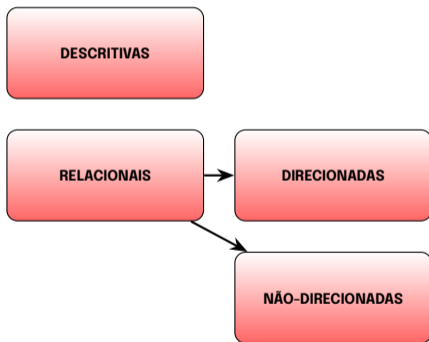 DESCRITIVAS
RELACIONAIS
DIRECIONADAS
NÃO-DIRECIONADAS